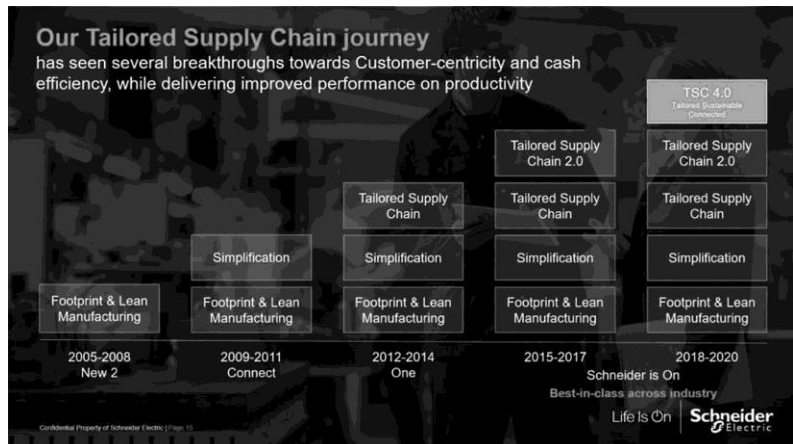 Our Tailored Supply Chain journey
has seen several breakthroughs towards Customer-centricity and cash
efficiency, while delivering improved performance on productivity
TSC 4.0
Tailored Sustainable
Connected
Tailored Supply
Chain 2.0
Tailored Supply
Chain 2.0
Tailored Supply
Chain
Tailored Supply
Chain
Tailored Supply
Chain
Simplification
Simplification
Simplification
Simplification
Footprint & Lean
Manufacturing
Footprint & Lean
Manufacturing
Footprint & Lean
Manufacturing
Footprint & Lean
Manufacturing
Footprint & Lean
Manufacturing
2005-2008
New 2
2009-2011
Connect
2012-2014
One
2015-2017
2018-2020
Schneider is On
Best-in-class across industry
Confidential Property of Schneider Electric | Page 15
Life Is On
Schneider
Electric